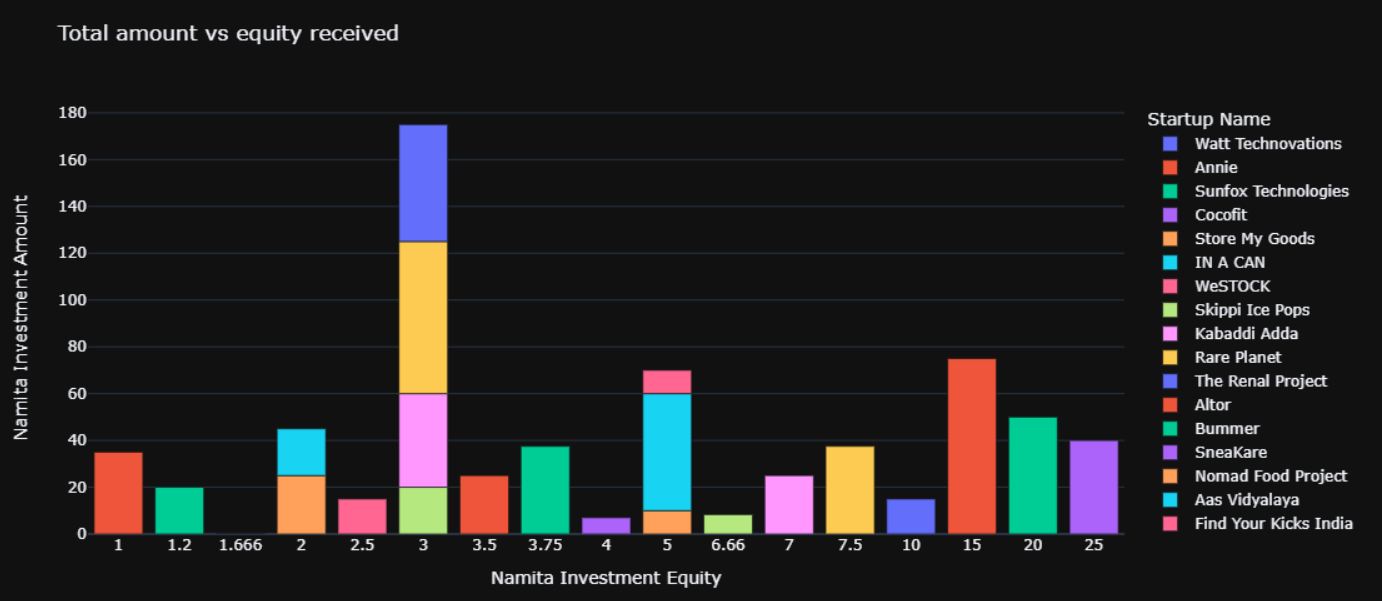 Total amount vs equity received
Namita Investment Amount
180
160
140
120
100
80
60
40
20
0
1 1.2 1.666 2 2.5 3 3.5 3.75 4 5 6.66 7 7.5 10 15 20 25
Namita Investment Equity
Startup Name
Watt Technovations
Annie
Sunfox Technologies
Cocofit
Store My Goods
IN A CAN
WeSTOCK
Skippi Ice Pops
Kabaddi Adda
Rare Planet
The Renal Project
Altor
Bummer
SneaKare
Nomad Food Project
Aas Vidyalaya
Find Your Kicks India